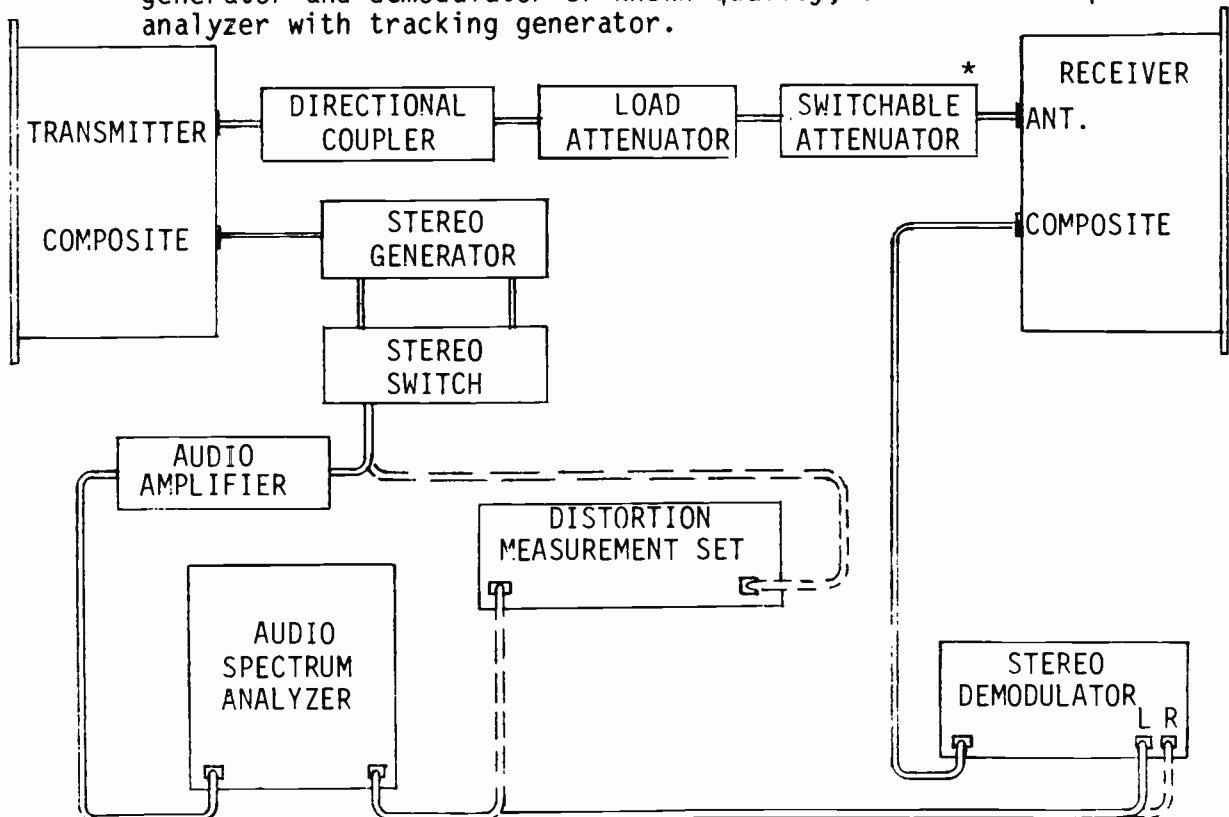 analyzer with tracking generator.
*
RECEIVER
TRANSMITTER
DIRECTIONAL
COUPLER
LOAD
ATTENUATOR
SWITCHABLE
ATTENUATOR
ANT.
COMPOSITE
STEREO
GENERATOR
COMPOSITE
STEREO
SWITCH
AUDIO
AMPLIFIER
DISTORTION
MEASUREMENT SET
AUDIO
SPECTRUM
ANALYZER
STEREO
DEMODULATOR
L R